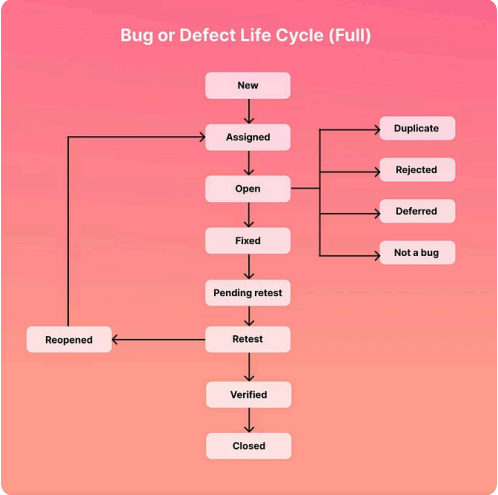 Bug or Defect Life Cycle (Full)
New
Assigned
Open
Fixed
Pending retest
Retest
Verified
Closed
Duplicate
Rejected
Deferred
Not a bug
Reopened